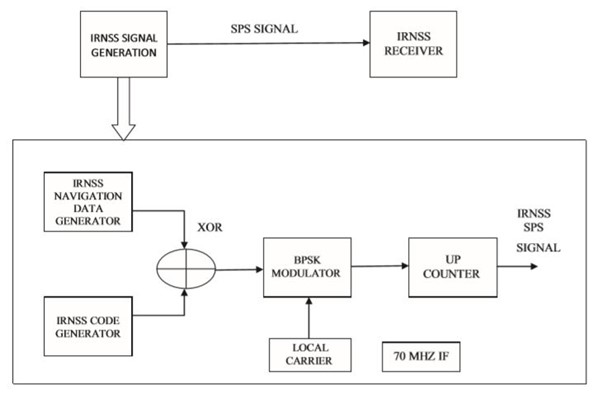 IRNSS SIGNAL
GENERATION
SPS SIGNAL
IRNSS
RECEIVER
IRNSS
NAVIGATION
DATA
GENERATOR
XOR
IRNSS CODE
GENERATOR
BPSK
MODULATOR
LOCAL
CARRIER
UP
COUNTER
70 MHZ IF
IRNSS
SPS
SIGNAL